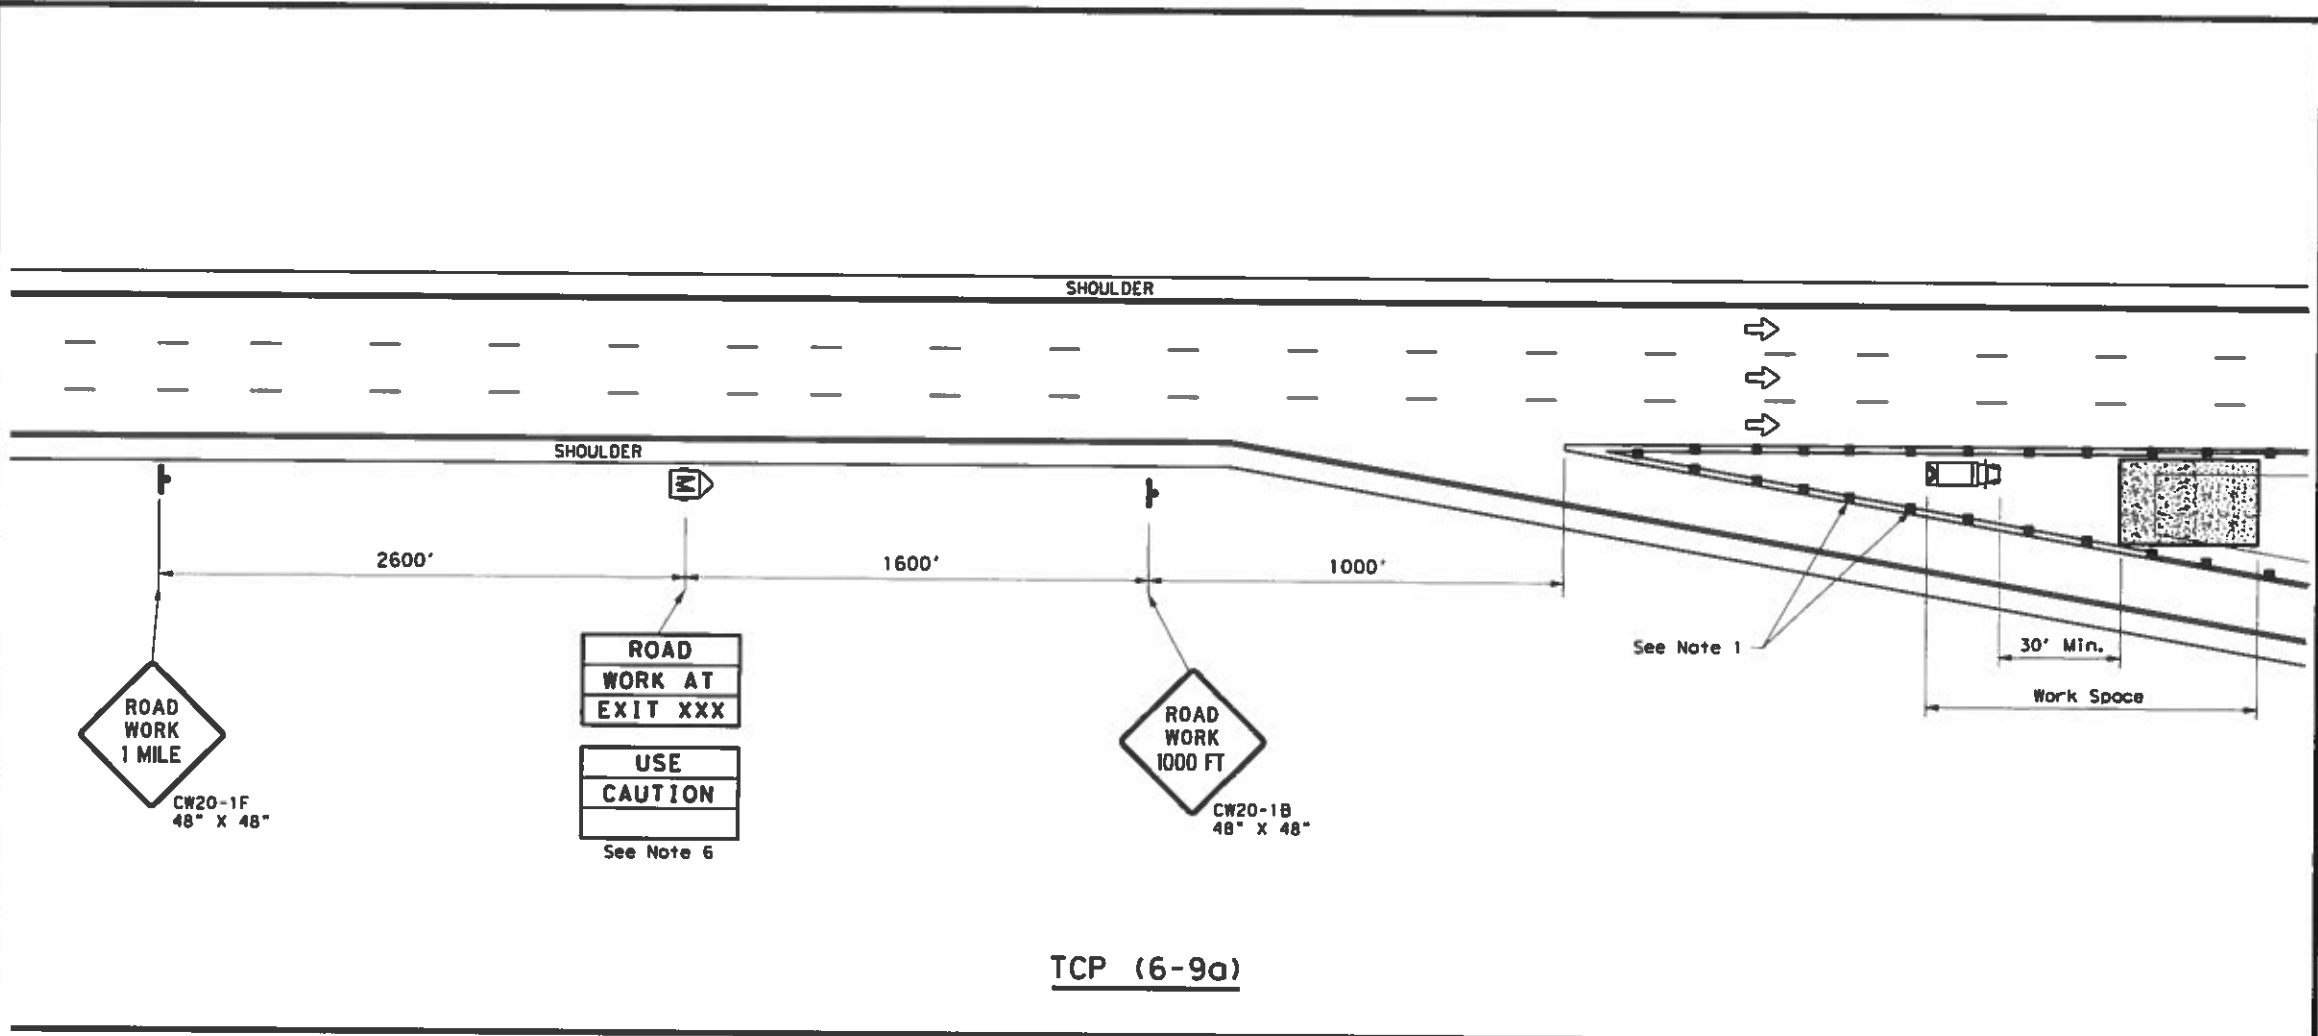 SHOULDER
SHOULDER
M
2600'
1600'
1000'
See Note 1
30' Min.
Work Space
ROAD
WORK
1 MILE
CW20-1F
48" X 48"
ROAD
WORK AT
EXIT XXX
USE
CAUTION
See Note 6
ROAD
WORK
1000 FT
CW20-1B
48" X 48"
TCP (6-9a)